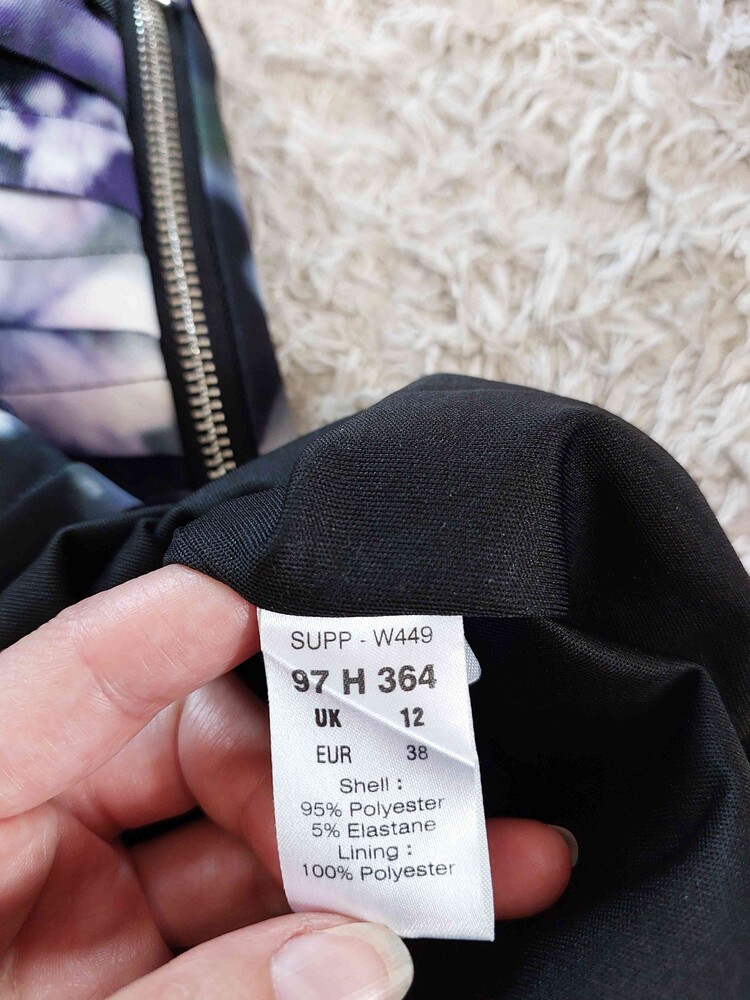 SUPP - W449
97 H 364
UK 12
EUR 38
Shell :
95% Polyester
5% Elastane
Lining :
100% Polyester